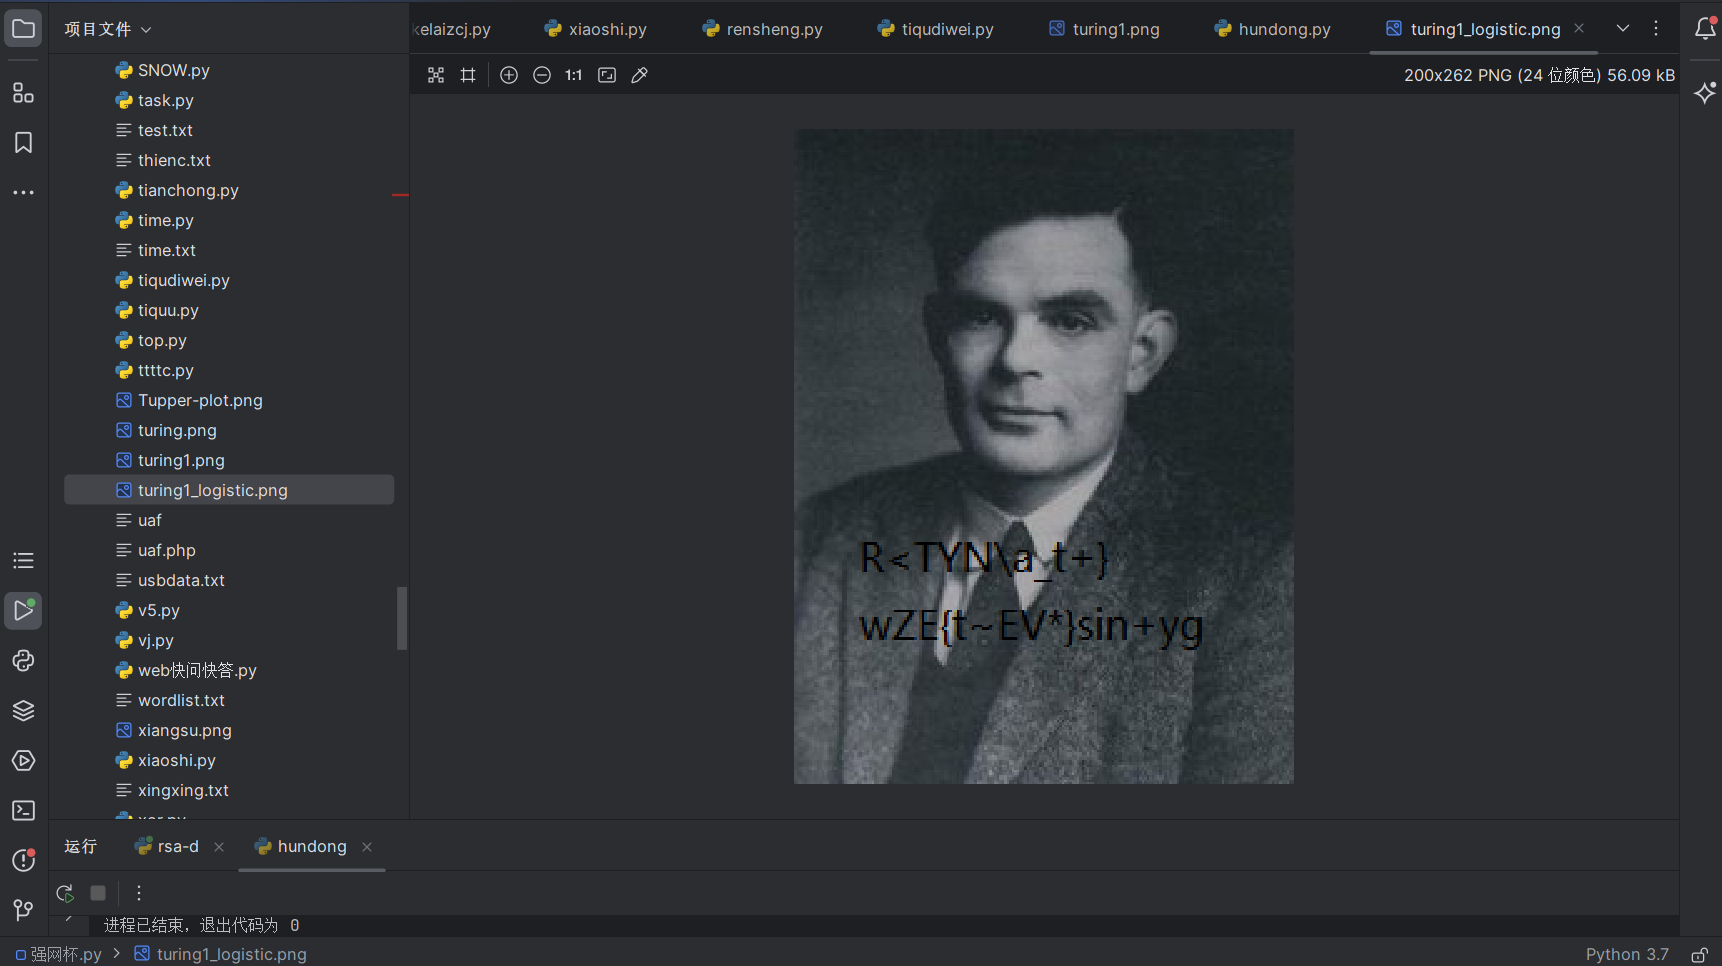 项目文件
kelaizcj.py
xiaoshi.py
rensheng.py
tiqudiwei.py
turing1.png
hundong.py
turing1_logistic.png
1:1
200x262 PNG (24 位颜色) 56.09 kB
SNOW.py
task.py
test.txt
thienc.txt
tianchong.py
time.py
time.txt
tiqudiwei.py
tiquu.py
top.py
ttttc.py
Tupper-plot.png
turing.png
turing1.png
turing1_logistic.png
uaf
uaf.php
usbdata.txt
v5.py
vj.py
web快问快答.py
wordlist.txt
xiangsu.png
xiaoshi.py
xingxing.txt
xor.py
R<TYN\a_t+}
wZE{t~EV*}sin+yg
运行
rsa-d
hundong
进程已结束，退出代码为 0
强网杯.py
turing1_logistic.png
Python 3.7